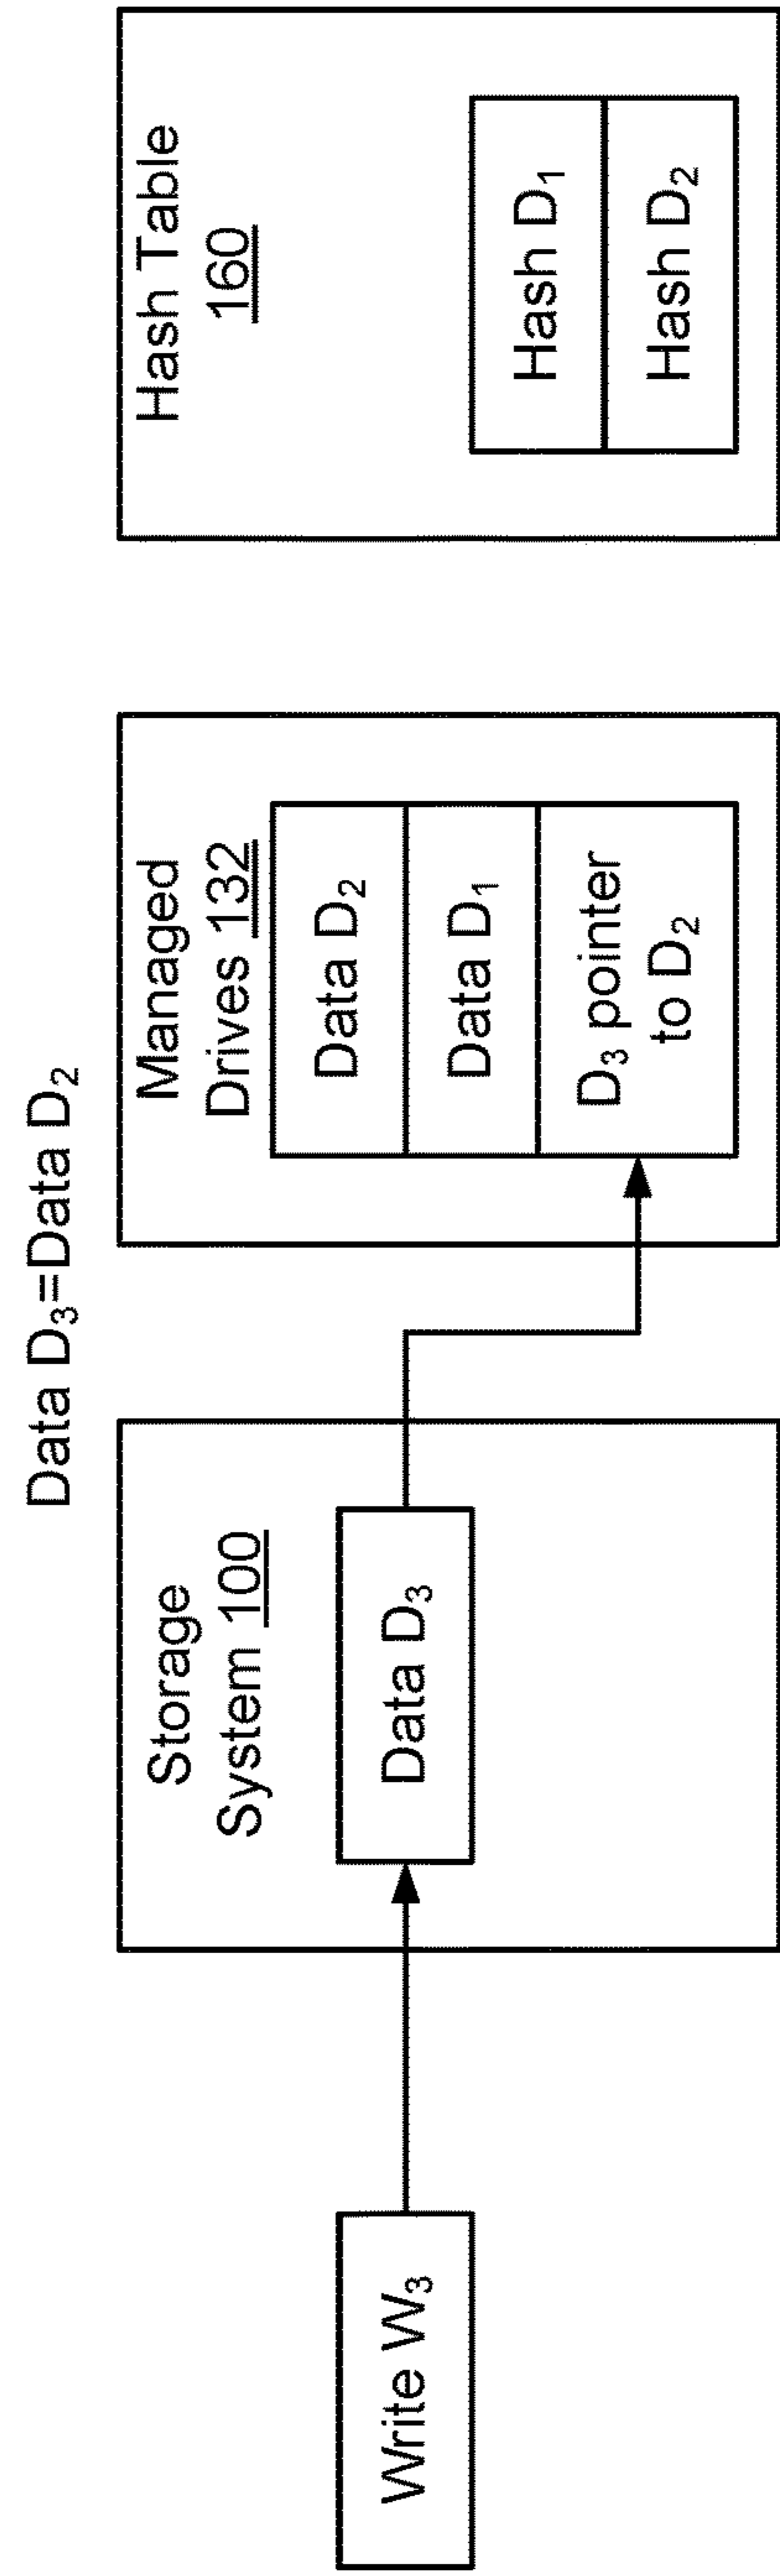 Data D₃=Data D₂
Write W₃
Storage
System 100
Data D₃
Managed
Drives 132
Data D₂
Data D₁
D₃ pointer
to D₂
Hash Table
160
Hash D₁
Hash D₂